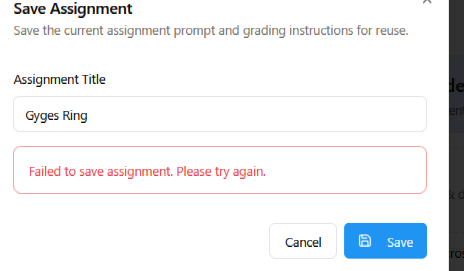 Save Assignment
Save the current assignment prompt and grading instructions for reuse.
Assignment Title
Gyges Ring
Failed to save assignment. Please try again.
Cancel
Save